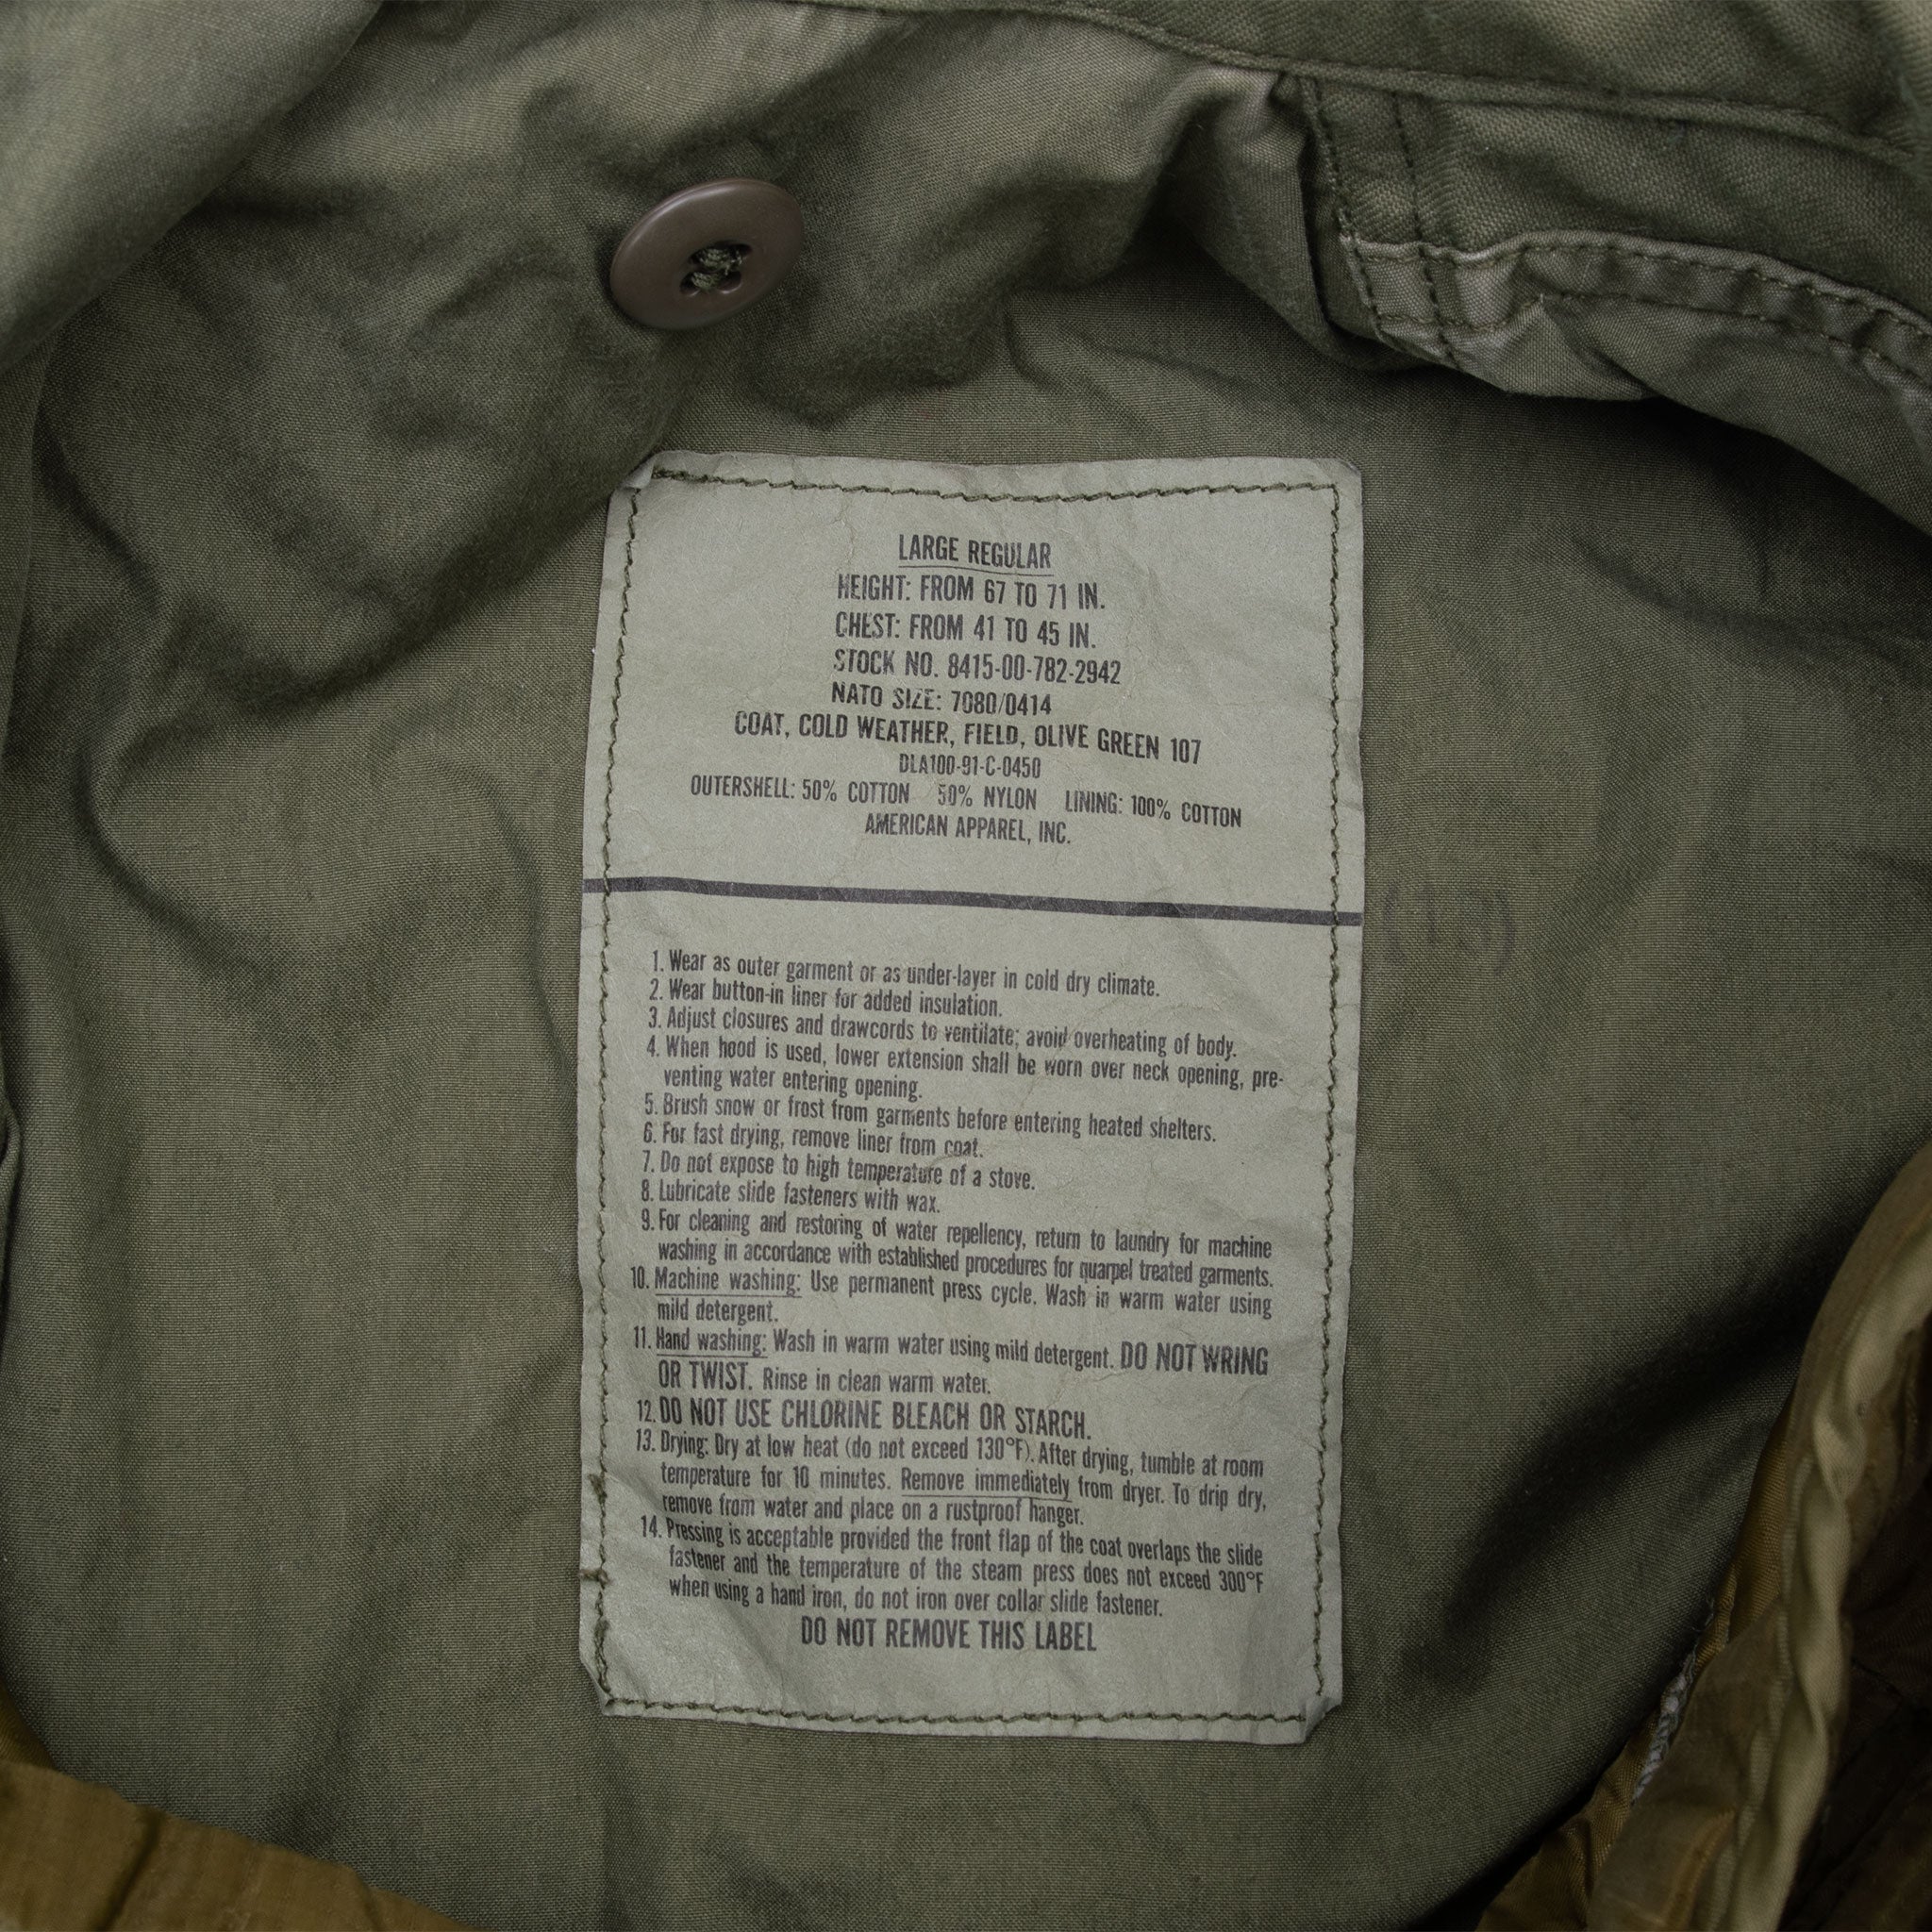 LARGE REGULAR
HEIGHT: FROM 67 TO 71 IN.
CHEST: FROM 41 TO 45 IN.
STOCK NO. 8415-00-782-2942
NATO SIZE: 7080/0414
COAT, COLD WEATHER, FIELD, OLIVE GREEN 107
DLA100-91-C-0450
OUTERSHELL: 50% COTTON 50% NYLON LINING: 100% COTTON
AMERICAN APPAREL, INC.
1. Wear as outer garment or as under-layer in cold dry climate.
2. Wear button-in liner for added insulation.
3. Adjust closures and drawcords to ventilate; avoid overheating of body.
4. When hood is used, lower extension shall be worn over neck opening, pre-
venting water entering opening.
5. Brush snow or frost from garments before entering heated shelters.
6. For fast drying, remove liner from coat.
7. Do not expose to high temperature of a stove.
8. Lubricate slide fasteners with wax.
9. For cleaning and restoring of water repellency, return to laundry for machine
washing in accordance with established procedures for quarpel treated garments.
10. Machine washing: Use permanent press cycle. Wash in warm water using
mild detergent.
11. Hand washing: Wash in warm water using mild detergent. DO NOT WRING
OR TWIST. Rinse in clean warm water.
12. DO NOT USE CHLORINE BLEACH OR STARCH.
13. Drying: Dry at low heat (do not exceed 130°F). After drying, tumble at room
temperature for 10 minutes. Remove immediately from dryer. To drip dry,
remove from water and place on a rustproof hanger.
14. Pressing is acceptable provided the front flap of the coat overlaps the slide
fastener and the temperature of the steam press does not exceed 300°F
when using a hand iron, do not iron over collar slide fastener.
DO NOT REMOVE THIS LABEL